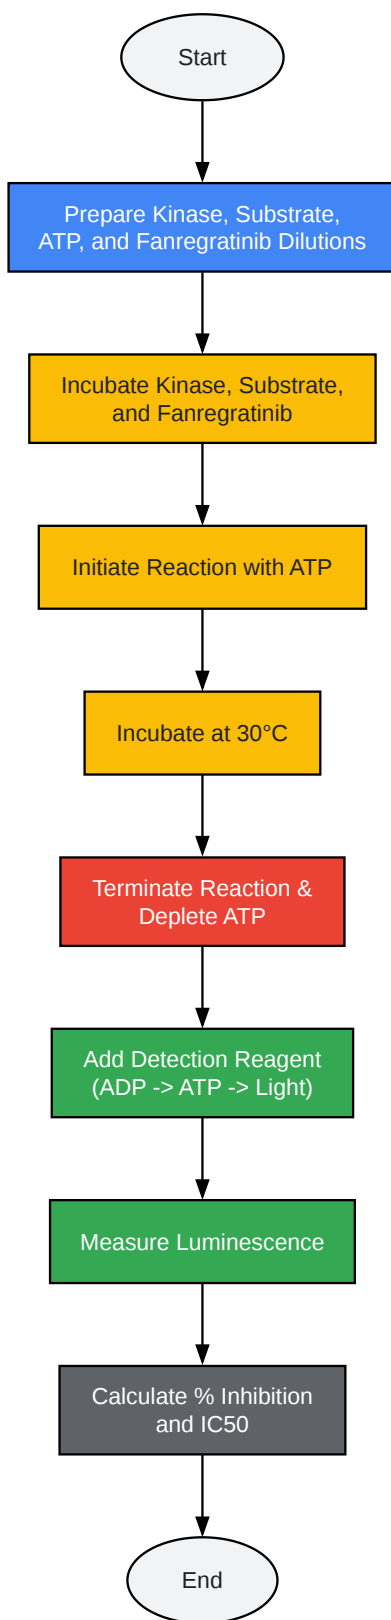 Start
Prepare Kinase, Substrate,
ATP, and Fanregratinib Dilutions
Incubate Kinase, Substrate,
and Fanregratinib
Initiate Reaction with ATP
Incubate at 30°C
Terminate Reaction &
Deplete ATP
Add Detection Reagent
(ADP -> ATP -> Light)
Measure Luminescence
Calculate % Inhibition
and IC50
End